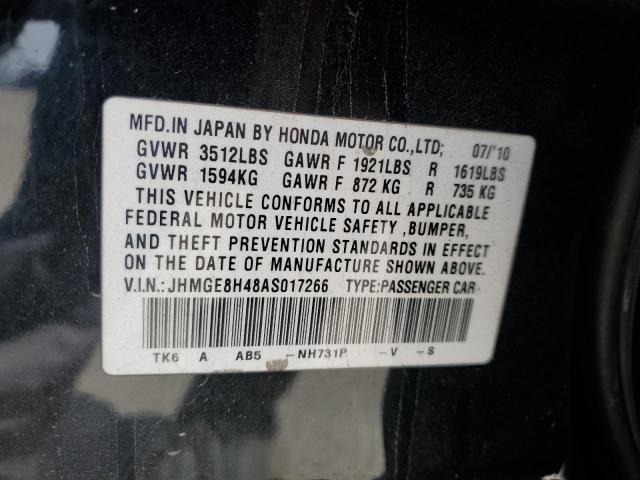 MFD.IN JAPAN BY HONDA MOTOR CO.,LTD; 07/'10
GVWR 3512LBS GAWR F 1921LBS R 1619LBS
GVWR 1594KG GAWR F 872 KG R 735 KG
THIS VEHICLE CONFORMS TO ALL APPLICABLE
FEDERAL MOTOR VEHICLE SAFETY ,BUMPER,
AND THEFT PREVENTION STANDARDS IN EFFECT
ON THE DATE OF MANUFACTURE SHOWN ABOVE.
V.I.N.:JHMGE8H48AS017266 TYPE:PASSENGER CAR
TK6 A AB5 -NH731P -V -S